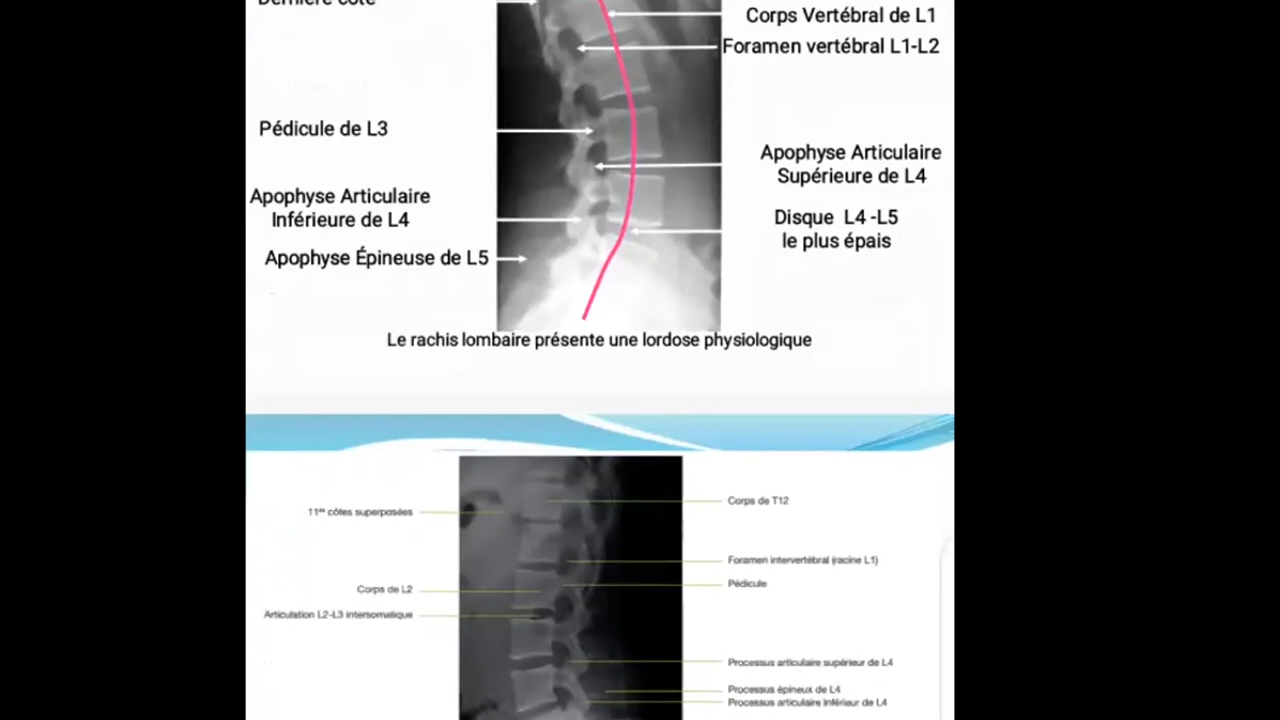 Dernière côte
Corps Vertébral de L1
Foramen vertébral L1-L2
Pédicule de L3
Apophyse Articulaire
Supérieure de L4
Apophyse Articulaire
Inférieure de L4
Disque L4 -L5
le plus épais
Apophyse Épineuse de L5
Le rachis lombaire présente une lordose physiologique
Corps de T12
11es côtes superposées
Foramen intervertébral (racine L1)
Pédicule
Corps de L2
Articulation L2-L3 intersomatique
Processus articulaire supérieur de L4
Processus épineux de L4
Processus articulaire inférieur de L4